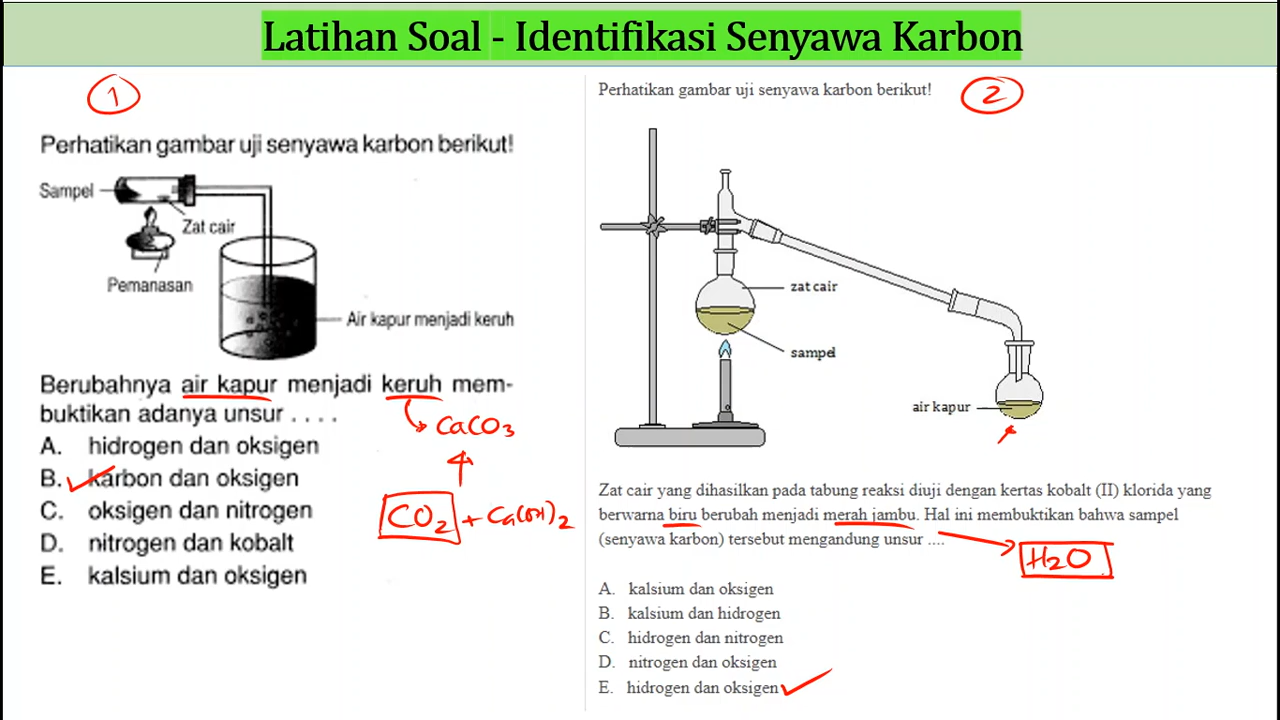 Latihan Soal - Identifikasi Senyawa Karbon
1
Perhatikan gambar uji senyawa karbon berikut!
Sampel
Zat cair
Pemanasan
Air kapur menjadi keruh
Berubahnya air kapur menjadi keruh mem-
buktikan adanya unsur . . . .
CaCO3
A. hidrogen dan oksigen
B. karbon dan oksigen
C. oksigen dan nitrogen
CO2 + Ca(OH)2
D. nitrogen dan kobalt
E. kalsium dan oksigen
Perhatikan gambar uji senyawa karbon berikut!
2
zat cair
sampel
air kapur
Zat cair yang dihasilkan pada tabung reaksi diuji dengan kertas kobalt (II) klorida yang
berwarna biru berubah menjadi merah jambu. Hal ini membuktikan bahwa sampel
(senyawa karbon) tersebut mengandung unsur ....
H2O
A. kalsium dan oksigen
B. kalsium dan hidrogen
C. hidrogen dan nitrogen
D. nitrogen dan oksigen
E. hidrogen dan oksigen